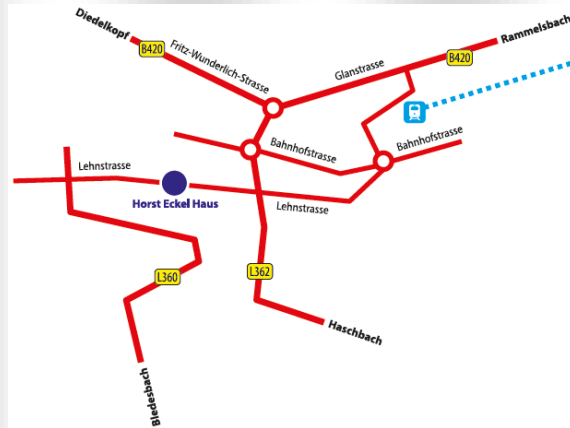 Diedelkopf
B420
Fritz-Wunderlich-Strasse
Rammelsbach
B420
Glanstrasse
Bahnhofstrasse
Bahnhofstrasse
Lehnstrasse
Horst Eckel Haus
Lehnstrasse
L360
L362
Haschbach
Bledesbach